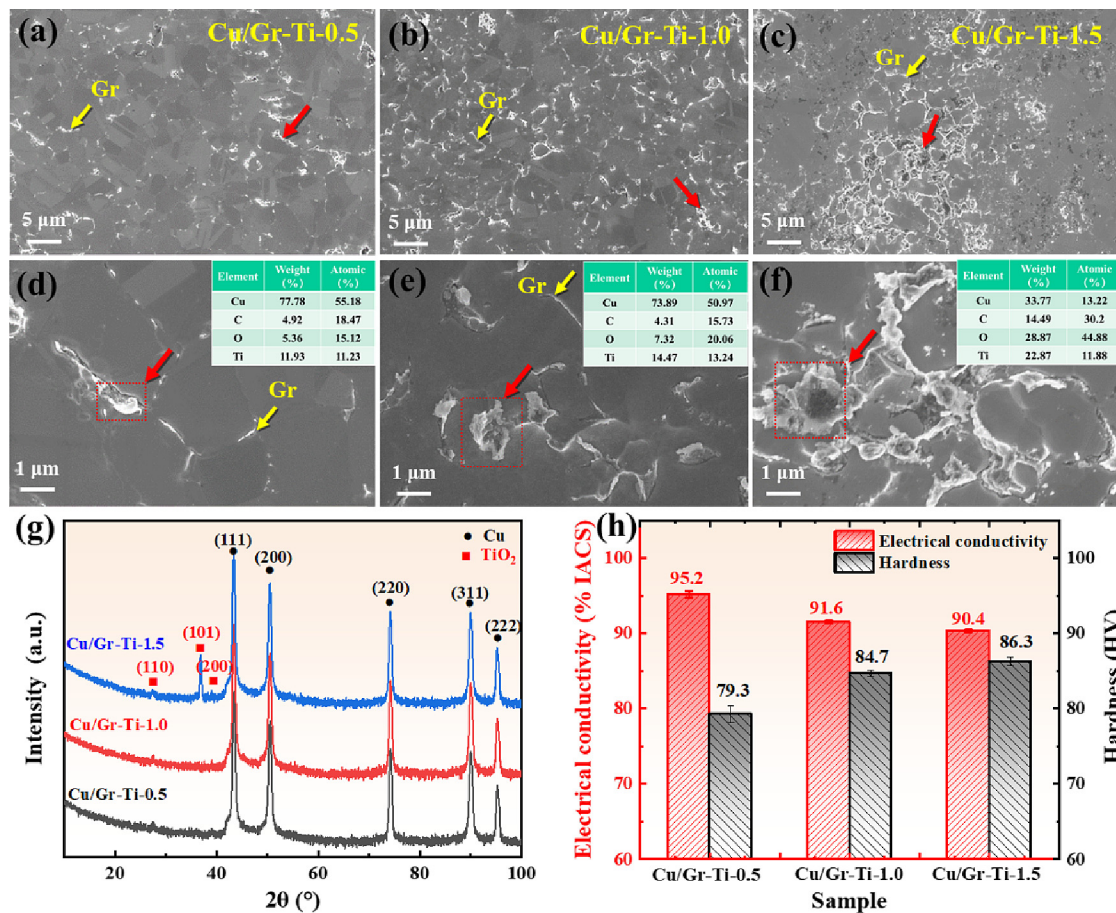 (a) Cu/Gr-Ti-0.5
Gr
5 μm
(b) Cu/Gr-Ti-1.0
Gr
5 μm
(c) Cu/Gr-Ti-1.5
Gr
5 μm
(d)
Element Weight (%) Atomic (%)
Cu 77.78 55.18
C 4.92 18.47
O 5.36 15.12
Ti 11.93 11.23
Gr
1 μm
(e)
Gr
Element Weight (%) Atomic (%)
Cu 73.89 50.97
C 4.31 15.73
O 7.32 20.06
Ti 14.47 13.24
1 μm
(f)
Element Weight (%) Atomic (%)
Cu 33.77 13.22
C 14.49 30.2
O 28.87 44.88
Ti 22.87 11.88
1 μm
(g)
Cu
TiO₂
(111)
(200)
(220)
(311)
(222)
Cu/Gr-Ti-1.5
(101)
(110)
(200)
Cu/Gr-Ti-1.0
Cu/Gr-Ti-0.5
Intensity (a.u.)
20 40 60 80 100
2θ (°)
(h)
Electrical conductivity
Hardness
95.2
79.3
91.6
84.7
90.4
86.3
Electrical conductivity (% IACS)
100
90
80
70
60
Hardness (HV)
100
90
80
70
60
Cu/Gr-Ti-0.5 Cu/Gr-Ti-1.0 Cu/Gr-Ti-1.5
Sample